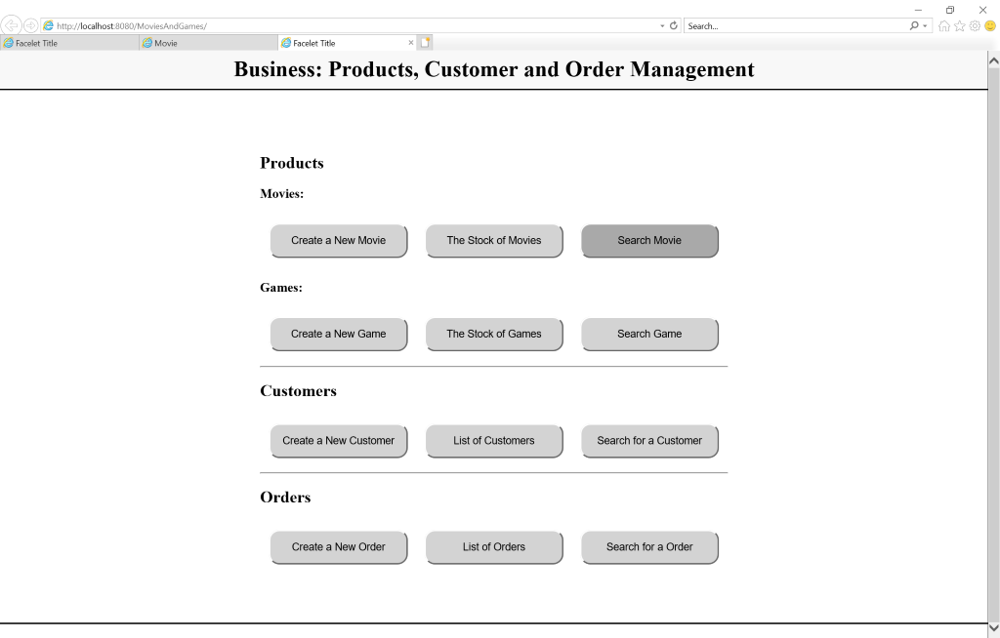 http://localhost:8080/MoviesAndGames/
Search...
Facelet Title
Movie
Facelet Title
Business: Products, Customer and Order Management
Products
Movies:
Create a New Movie
The Stock of Movies
Search Movie
Games:
Create a New Game
The Stock of Games
Search Game
Customers
Create a New Customer
List of Customers
Search for a Customer
Orders
Create a New Order
List of Orders
Search for a Order